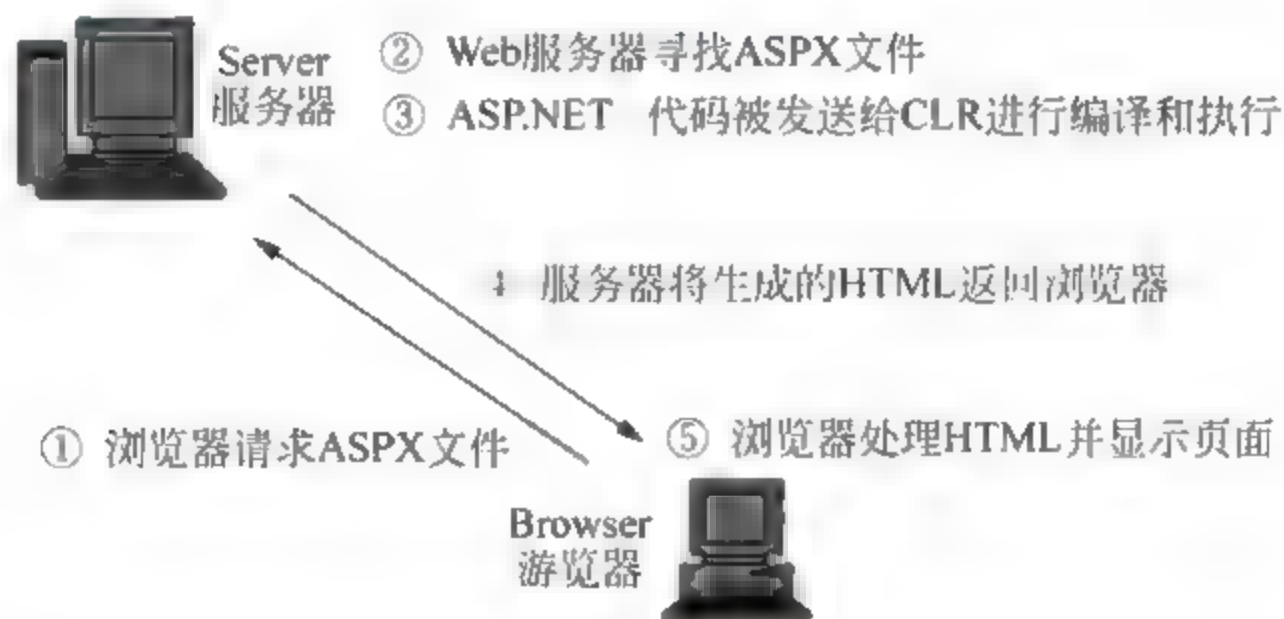 Server
服务器
② Web服务器寻找ASPX文件
③ ASP.NET 代码被发送给CLR进行编译和执行
服务器将生成的HTML返回浏览器
① 浏览器请求ASPX文件
⑤ 浏览器处理HTML并显示页面
Browser
游览器